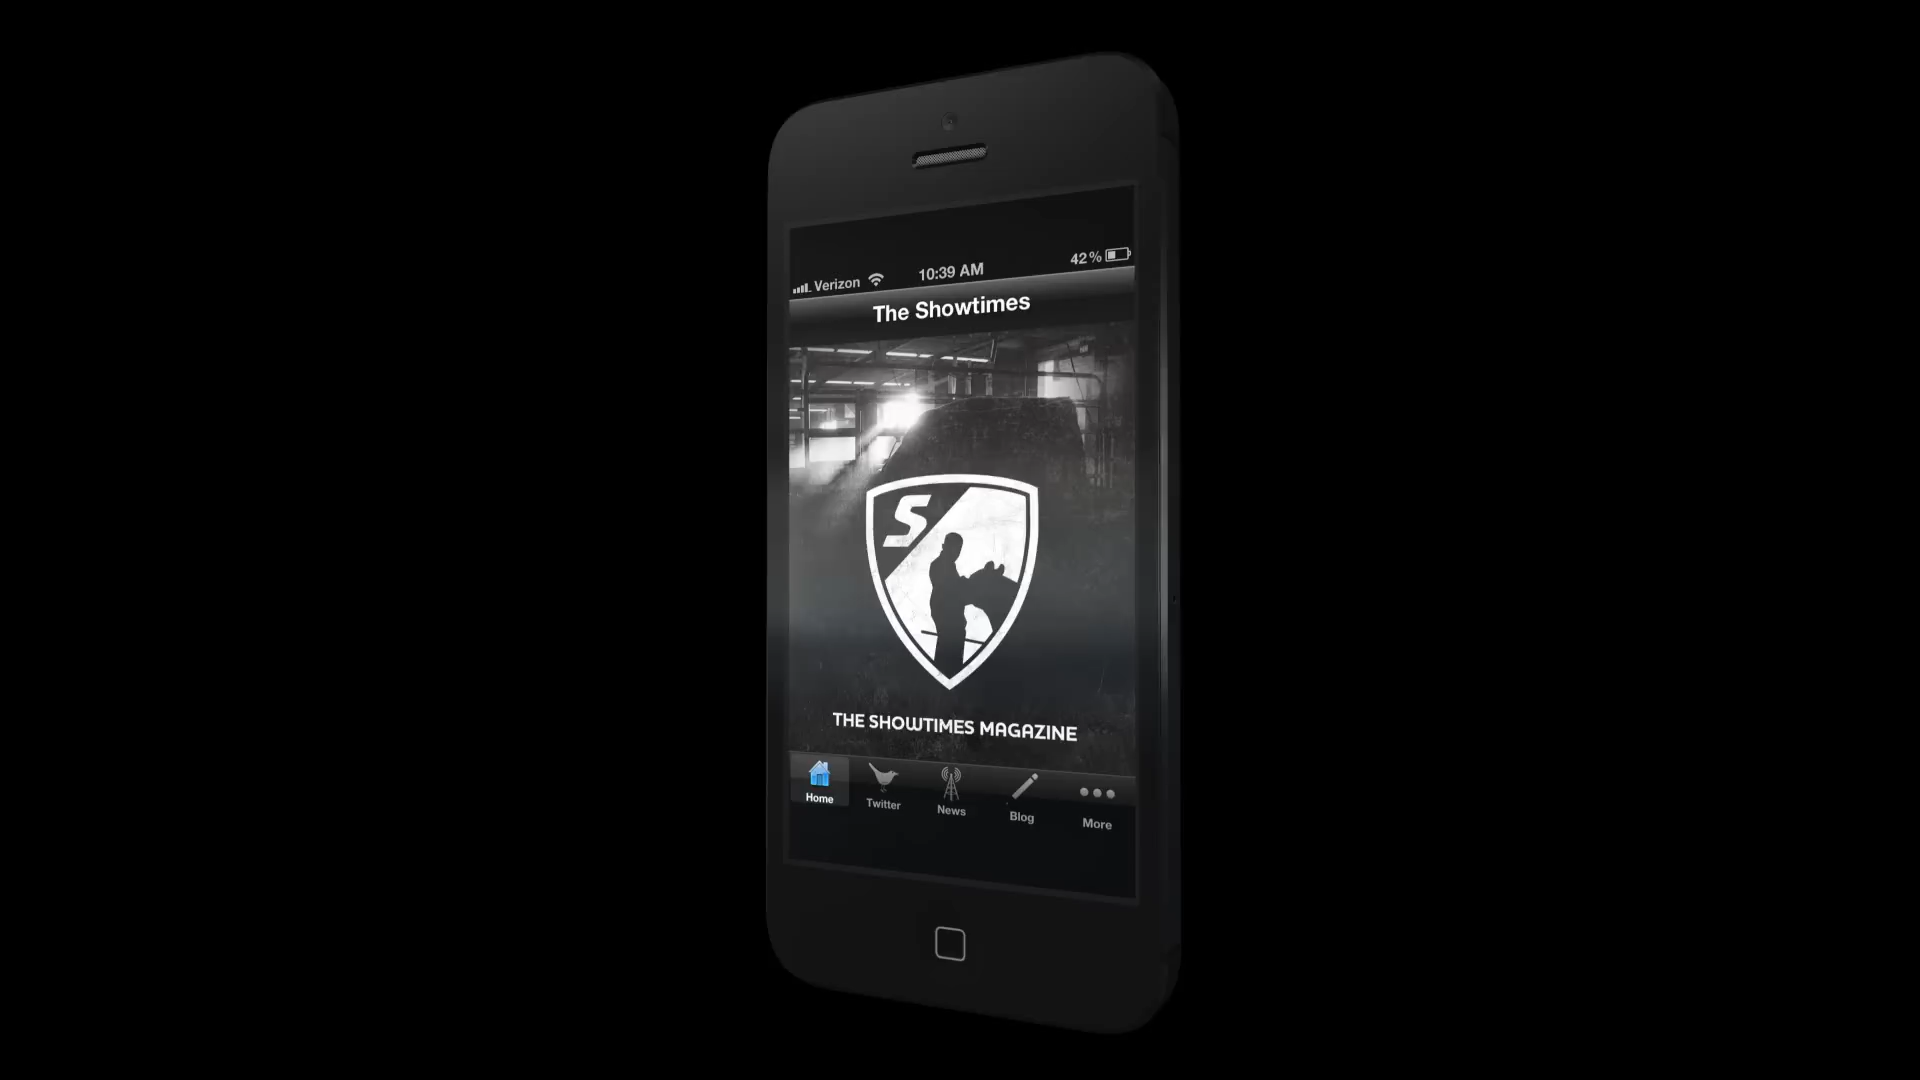 Verizon 10:39 AM 42%
The Showtimes
S
THE SHOWTIMES MAGAZINE
Home Twitter News Blog More